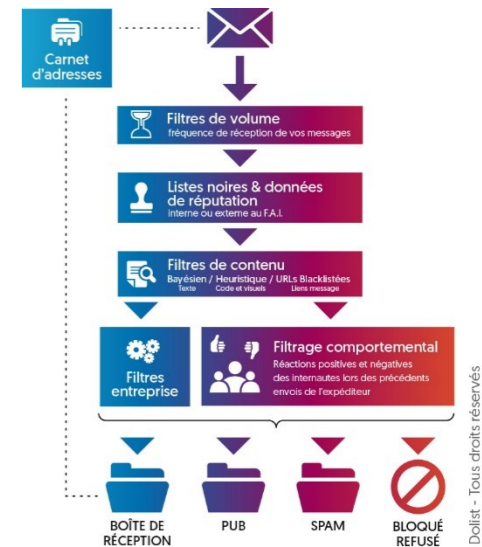 Carnet
d'adresses
Filtres de volume
fréquence de réception de vos messages
Listes noires & données
de réputation
interne ou externe au F.A.I.
Filtres de contenu
Bayésien / Heuristique / URLs Blacklistées
Texte Code et visuels Liens message
Filtres
entreprise
Filtrage comportemental
Réactions positives et négatives
des internautes lors des précédents
envois de l'expéditeur
BOÎTE DE
RÉCEPTION
PUB
SPAM
BLOQUÉ
REFUSÉ
Dolist - Tous droits réservés